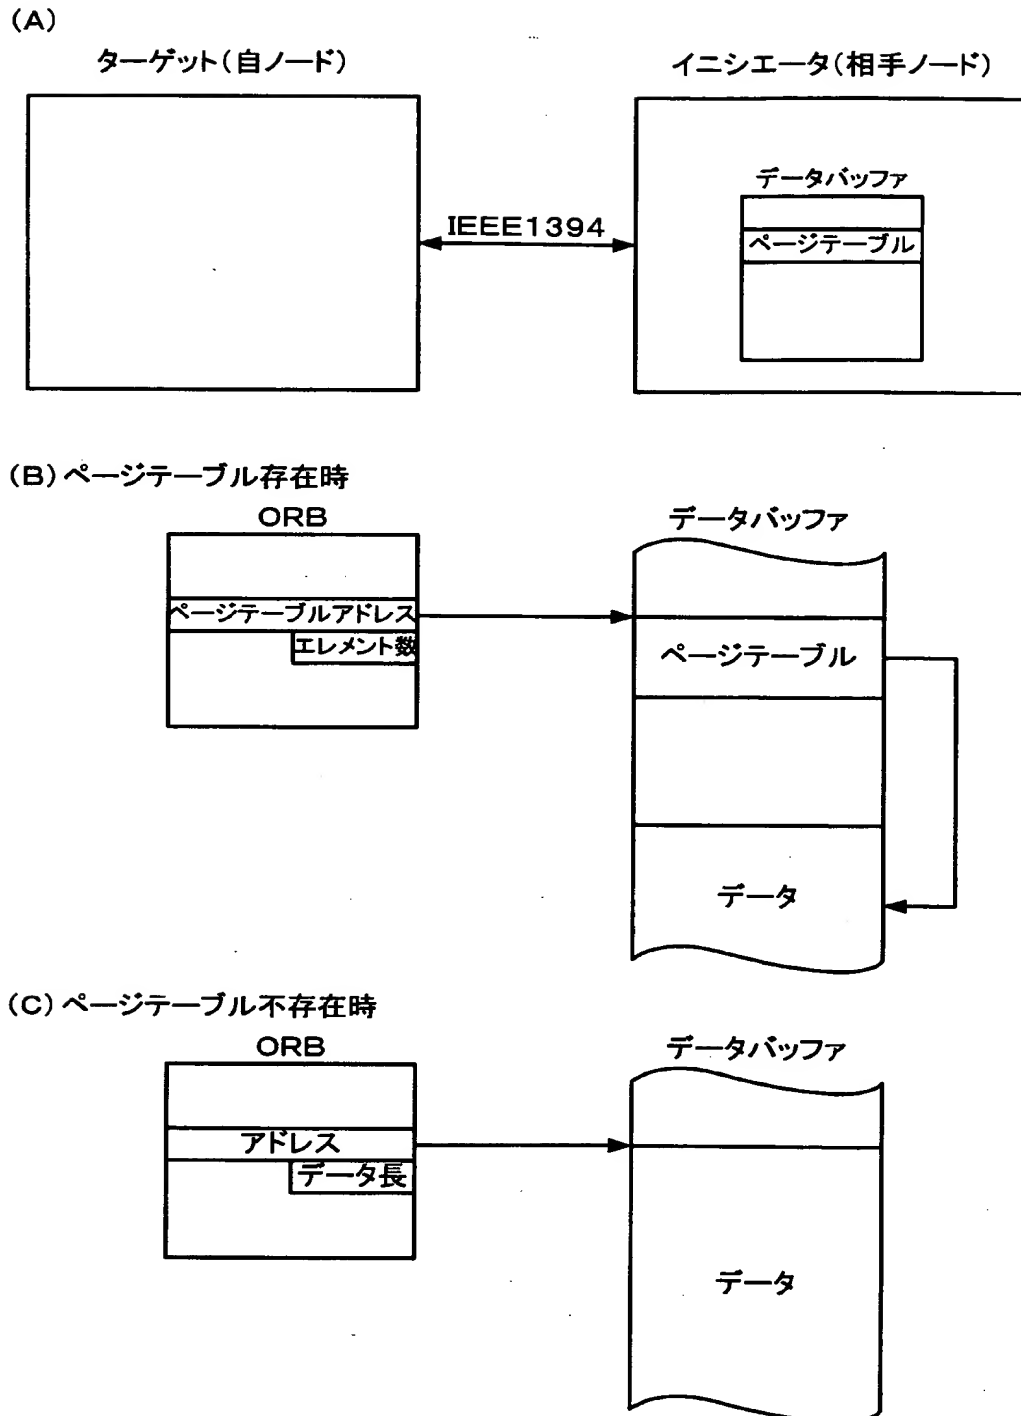 (A)
ターゲット(自ノード)
イニシエータ(相手ノード)
データバッファ
IEEE1394
ページテーブル
(B)ページテーブル存在時
ORB
データバッファ
ページテーブルアドレス
エレメント数
ページテーブル
データ
(C)ページテーブル不存在時
ORB
データバッファ
アドレス
データ長
データ